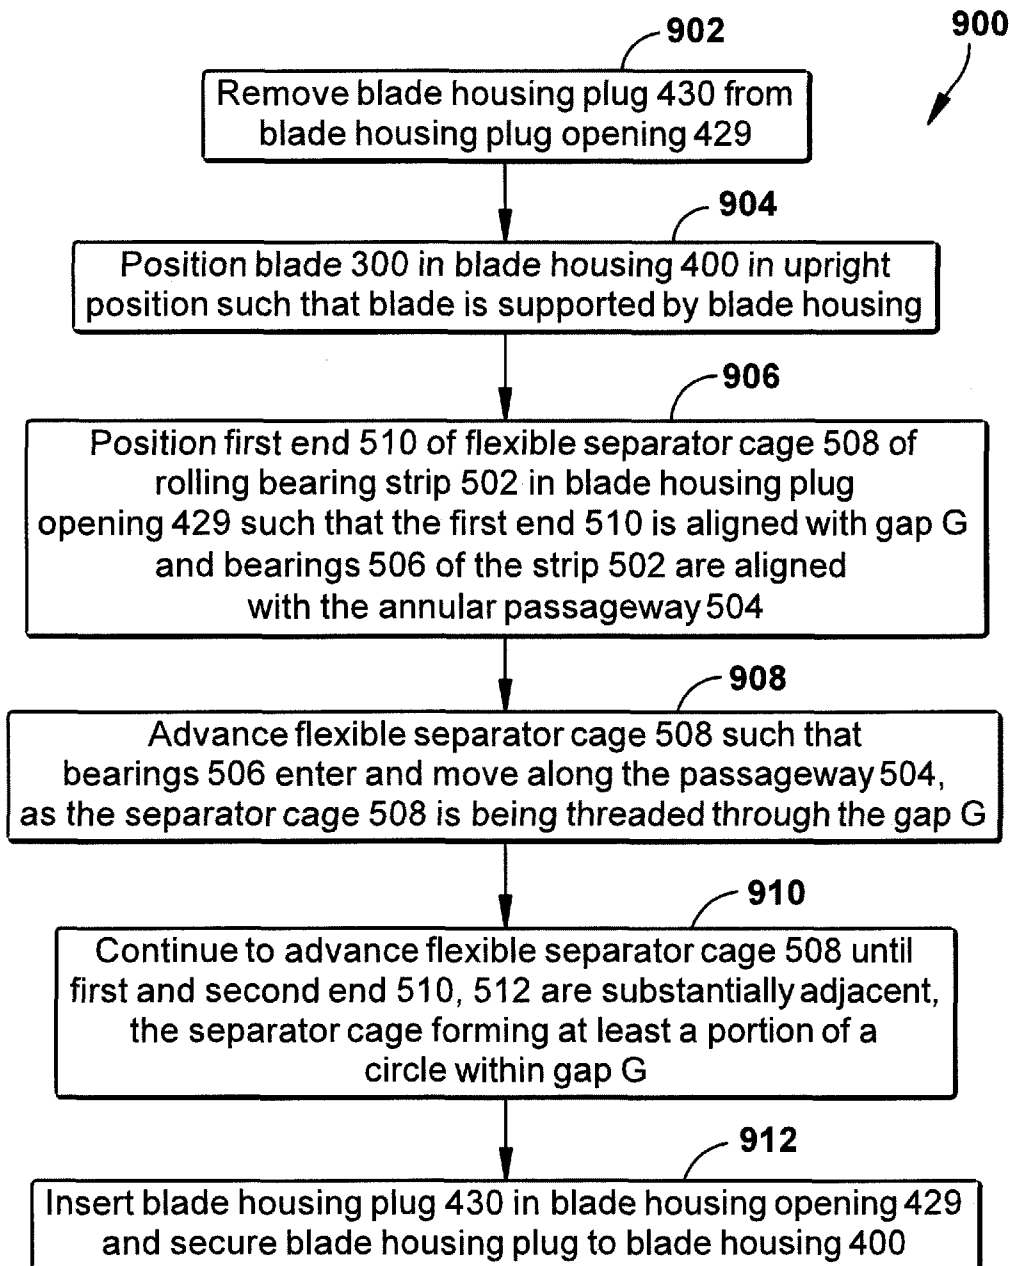 902
900
Remove blade housing plug 430 from
blade housing plug opening 429
904
Position blade 300 in blade housing 400 in upright
position such that blade is supported by blade housing
906
Position first end 510 of flexible separator cage 508 of
rolling bearing strip 502 in blade housing plug
opening 429 such that the first end 510 is aligned with gap G
and bearings 506 of the strip 502 are aligned
with the annular passageway 504
908
Advance flexible separator cage 508 such that
bearings 506 enter and move along the passageway 504,
as the separator cage 508 is being threaded through the gap G
910
Continue to advance flexible separator cage 508 until
first and second end 510, 512 are substantially adjacent,
the separator cage forming at least a portion of a
circle within gap G
912
Insert blade housing plug 430 in blade housing opening 429
and secure blade housing plug to blade housing 400